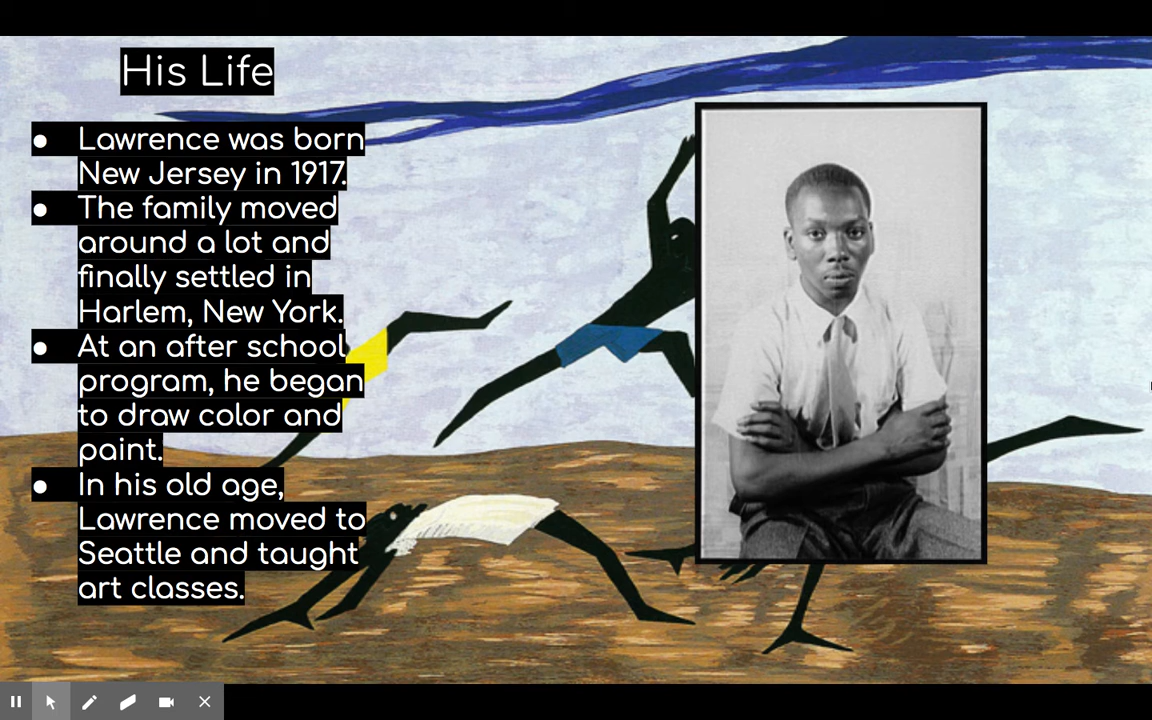 His Life
● Lawrence was born
New Jersey in 1917.
● The family moved
around a lot and
finally settled in
Harlem, New York.
● At an after school
program, he began
to draw color and
paint.
● In his old age,
Lawrence moved to
Seattle and taught
art classes.